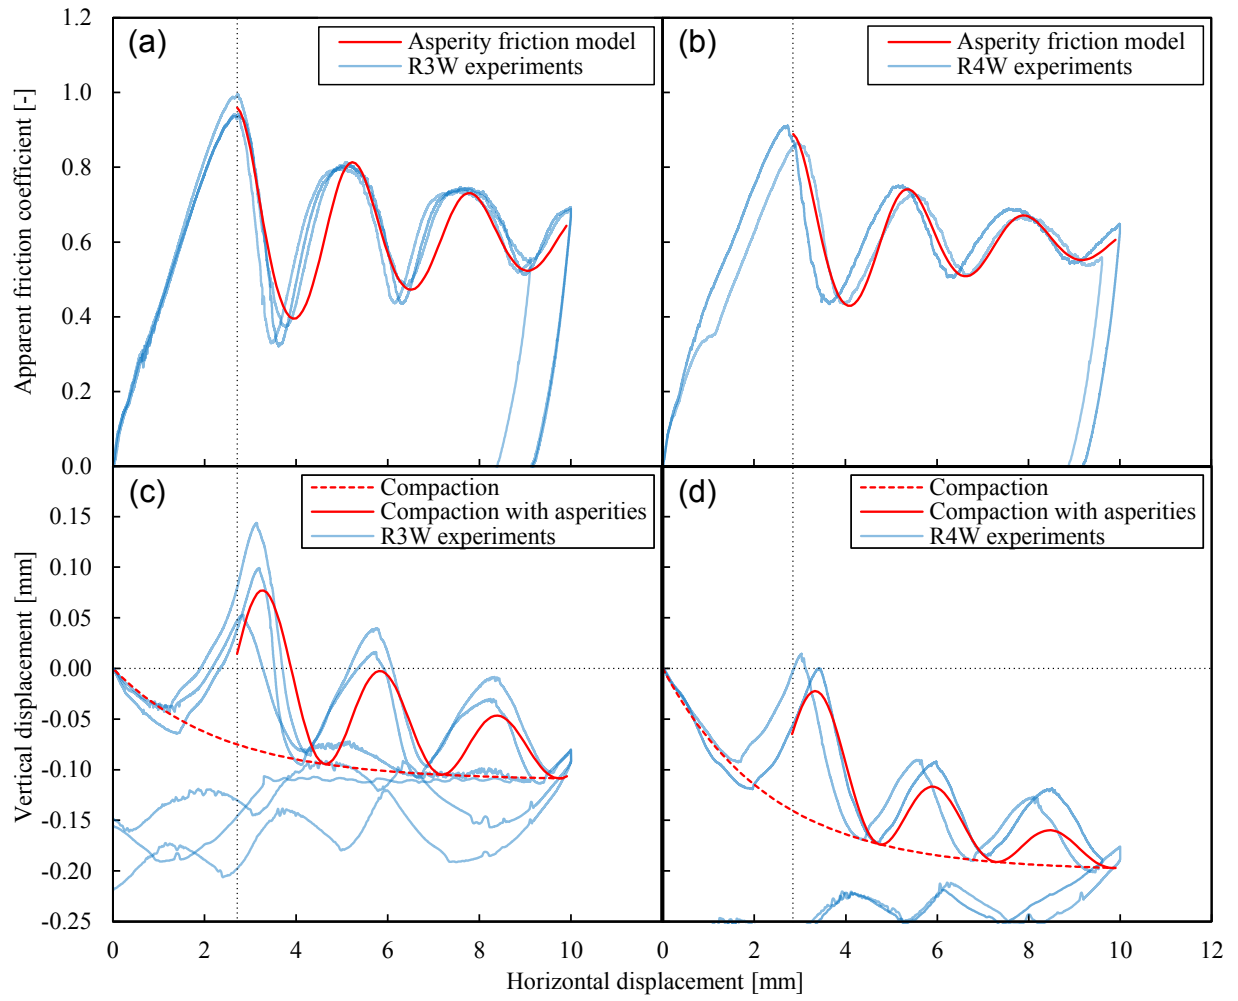 (a)
Asperity friction model
R3W experiments
(b)
Asperity friction model
R4W experiments
Apparent friction coefficient [-]
1.2
1.0
0.8
0.6
0.4
0.2
0.0
(c)
Compaction
Compaction with asperities
R3W experiments
(d)
Compaction
Compaction with asperities
R4W experiments
Vertical displacement [mm]
0.15
0.10
0.05
0.00
-0.05
-0.10
-0.15
-0.20
-0.25
0 2 4 6 8 10 0 2 4 6 8 10 12
Horizontal displacement [mm]